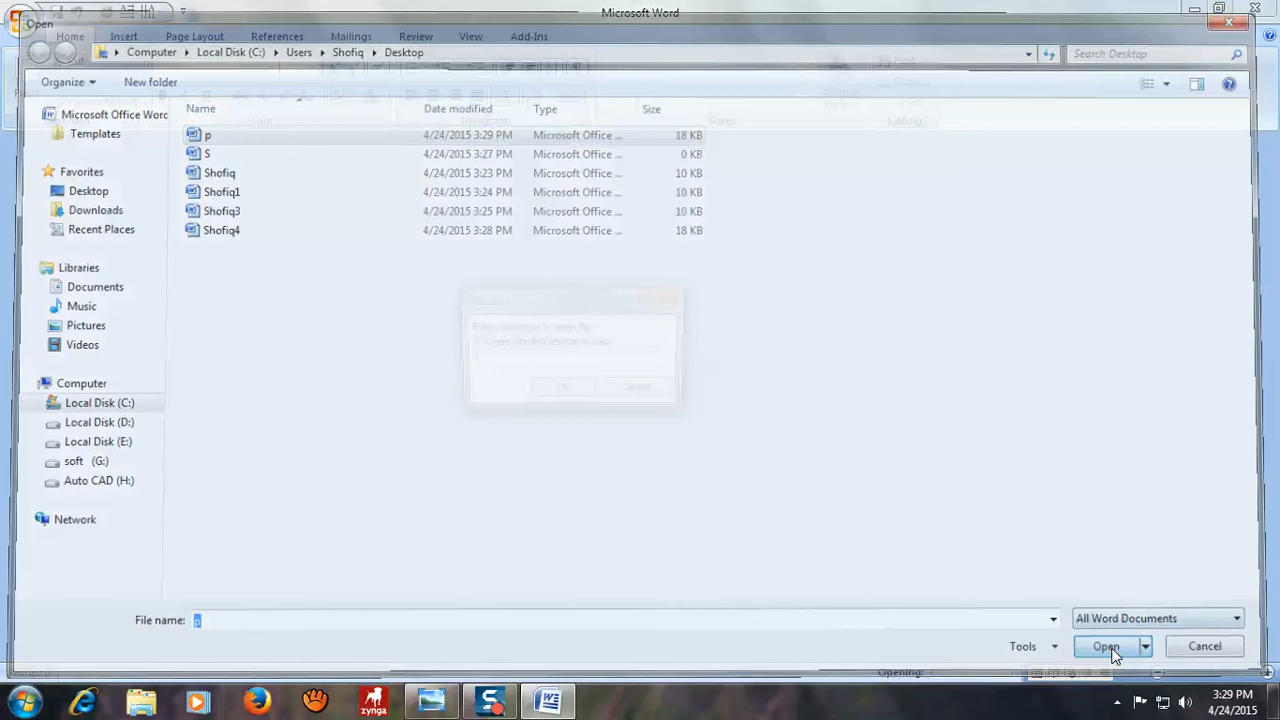 Microsoft Word
Open
Home Insert Page Layout References Mailings Review View Add-Ins
Computer Local Disk (C:) Users Shofiq Desktop
Search Desktop
Organize New folder
Name Date modified Type Size
Microsoft Office Word
Templates
Favorites
Desktop
Downloads
Recent Places
Libraries
Documents
Music
Pictures
Videos
Computer
Local Disk (C:)
Local Disk (D:)
Local Disk (E:)
soft (G:)
Auto CAD (H:)
Network
p 4/24/2015 3:29 PM Microsoft Office ... 18 KB
S 4/24/2015 3:27 PM Microsoft Office ... 0 KB
Shofiq 4/24/2015 3:23 PM Microsoft Office ... 10 KB
Shofiq1 4/24/2015 3:24 PM Microsoft Office ... 10 KB
Shofiq3 4/24/2015 3:25 PM Microsoft Office ... 10 KB
Shofiq4 4/24/2015 3:28 PM Microsoft Office ... 18 KB
OK Cancel
File name: p All Word Documents
Tools Open Cancel
Opening:
zynga
3:29 PM
4/24/2015